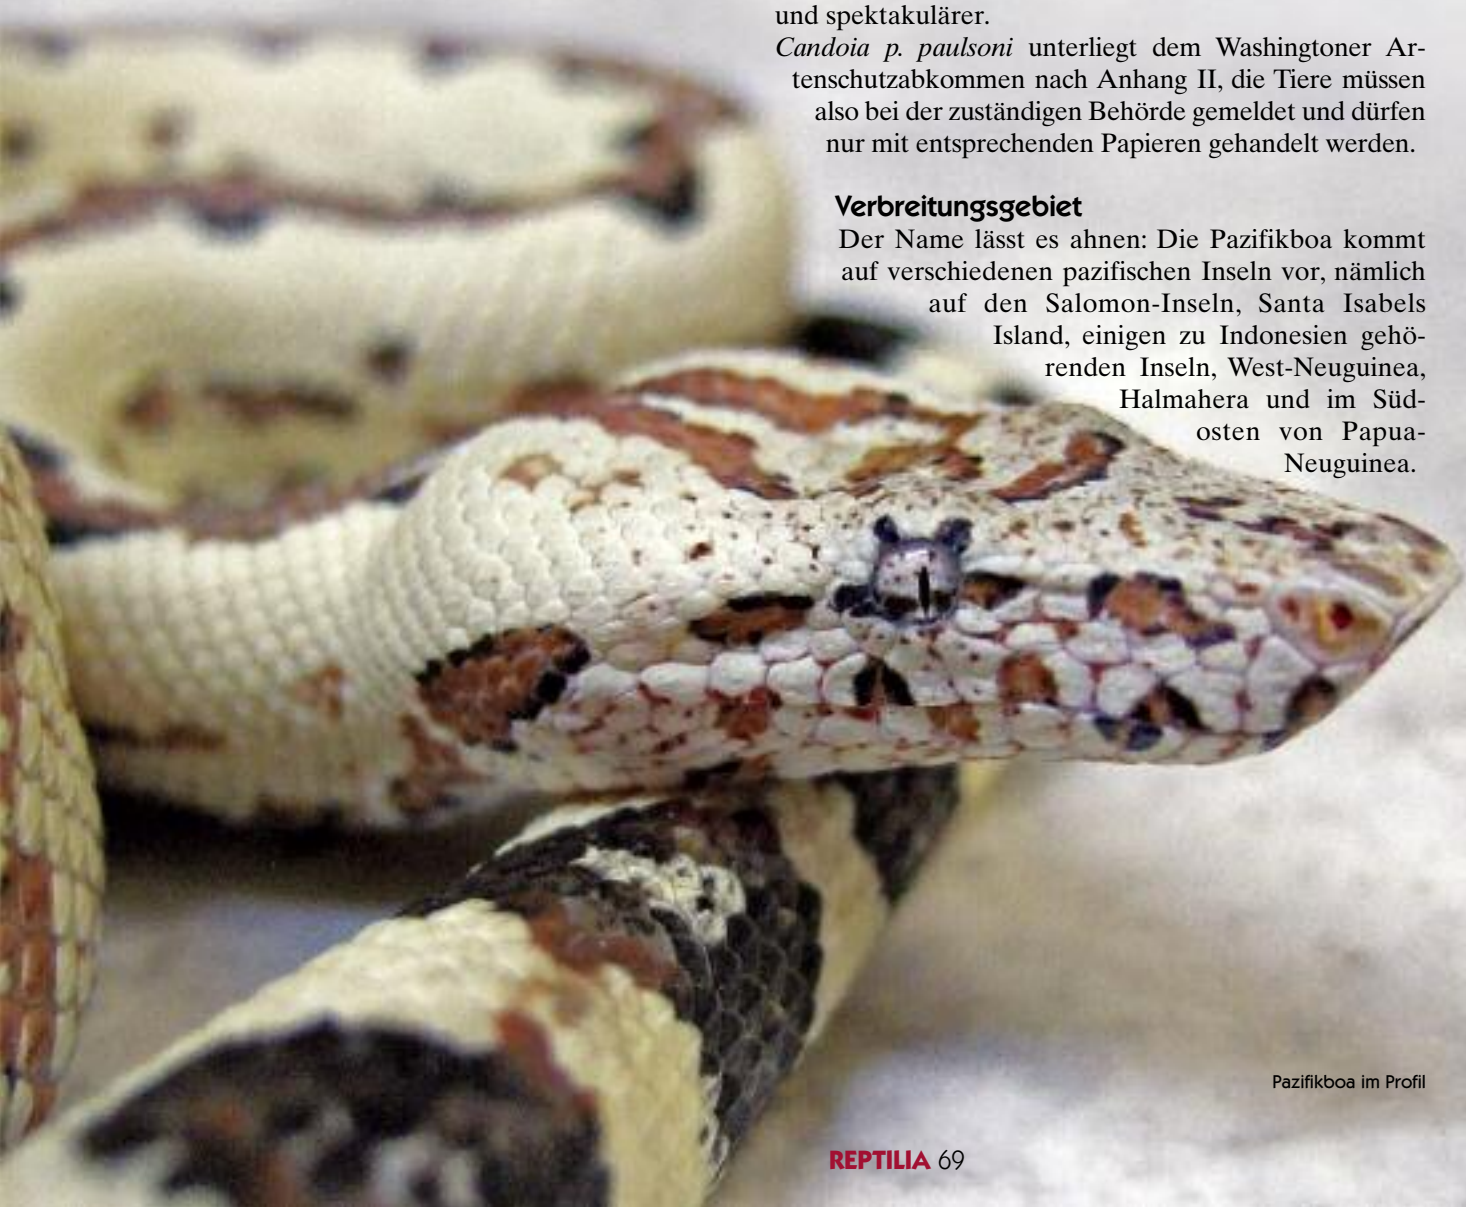 und spektakulärer.
Candoia p. paulsoni unterliegt dem Washingtoner Ar-
tenschutzabkommen nach Anhang II, die Tiere müssen
also bei der zuständigen Behörde gemeldet und dürfen
nur mit entsprechenden Papieren gehandelt werden.
Verbreitungsgebiet
Der Name lässt es ahnen: Die Pazifikboa kommt
auf verschiedenen pazifischen Inseln vor, nämlich
auf den Salomon-Inseln, Santa Isabels
Island, einigen zu Indonesien gehö-
renden Inseln, West-Neuguinea,
Halmahera und im Süd-
osten von Papua-
Neuguinea.
Pazifikboa im Profil
REPTILIA 69